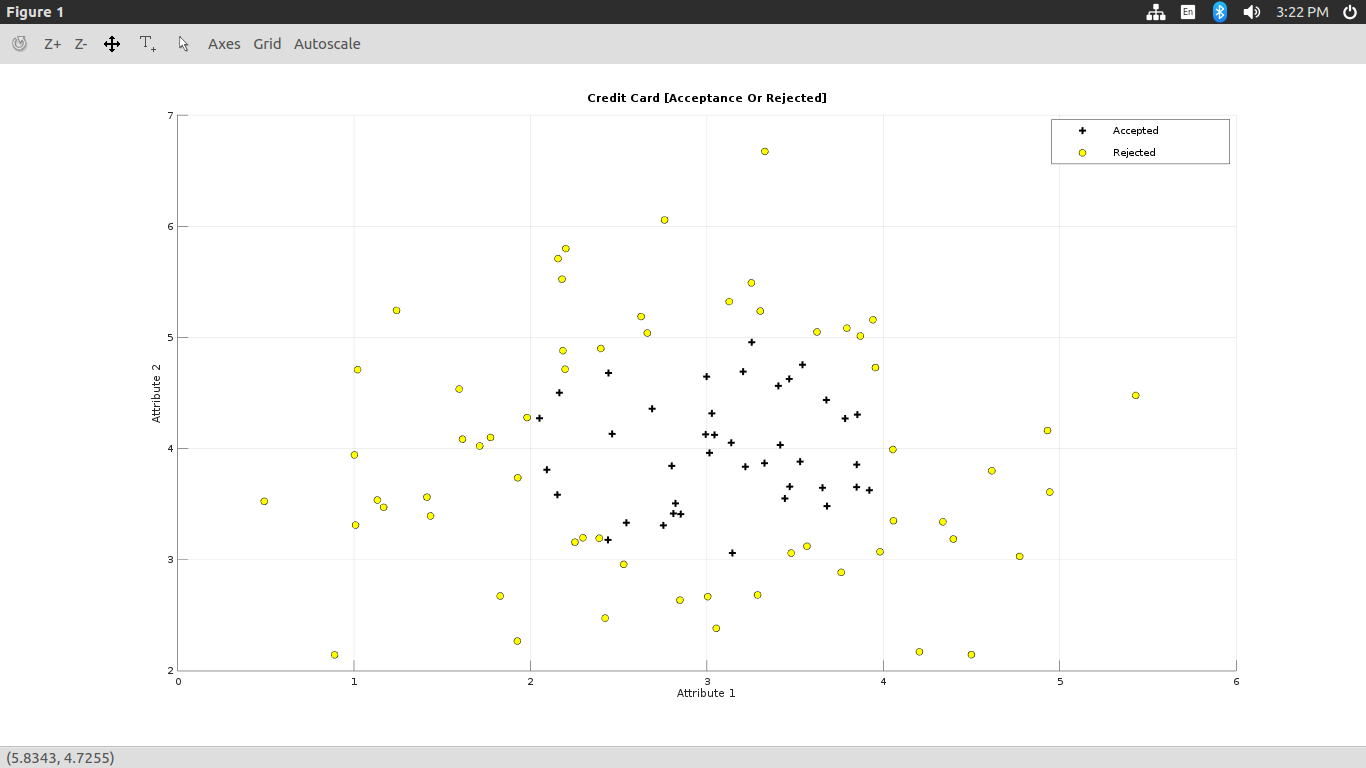 Figure 1
En
3:22 PM
Z+ Z- T+ Axes Grid Autoscale
Credit Card [Acceptance Or Rejected]
Accepted
Rejected
7
6
5
4
3
2
Attribute 2
0 1 2 3 4 5 6
Attribute 1
(5.8343, 4.7255)